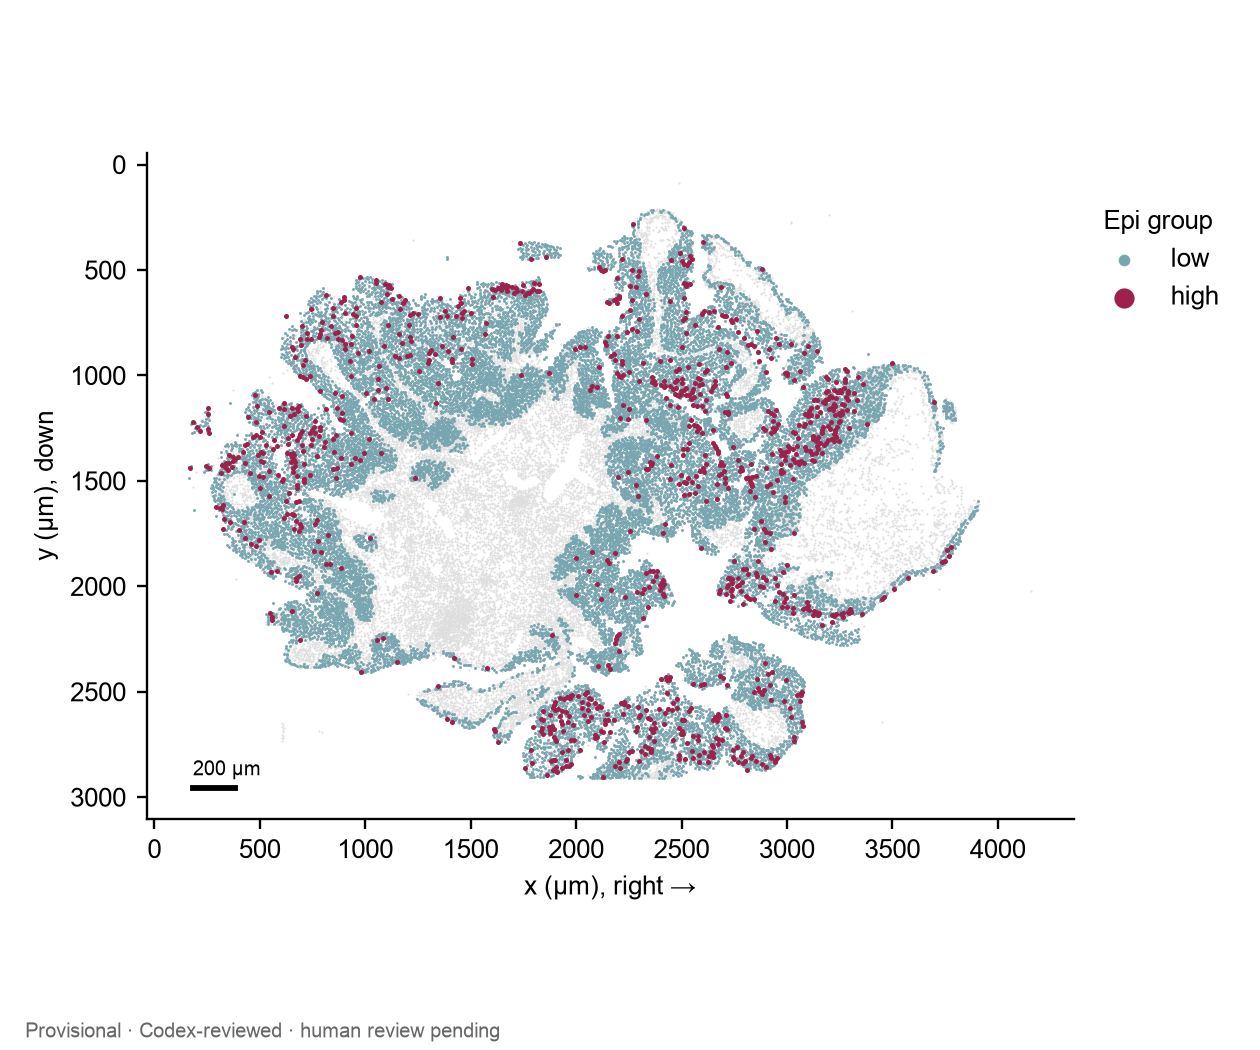 0
500
1000
1500
2000
2500
3000
y (µm), down
200 µm
0 500 1000 1500 2000 2500 3000 3500 4000
x (µm), right →
Epi group
low
high
Provisional · Codex-reviewed · human review pending